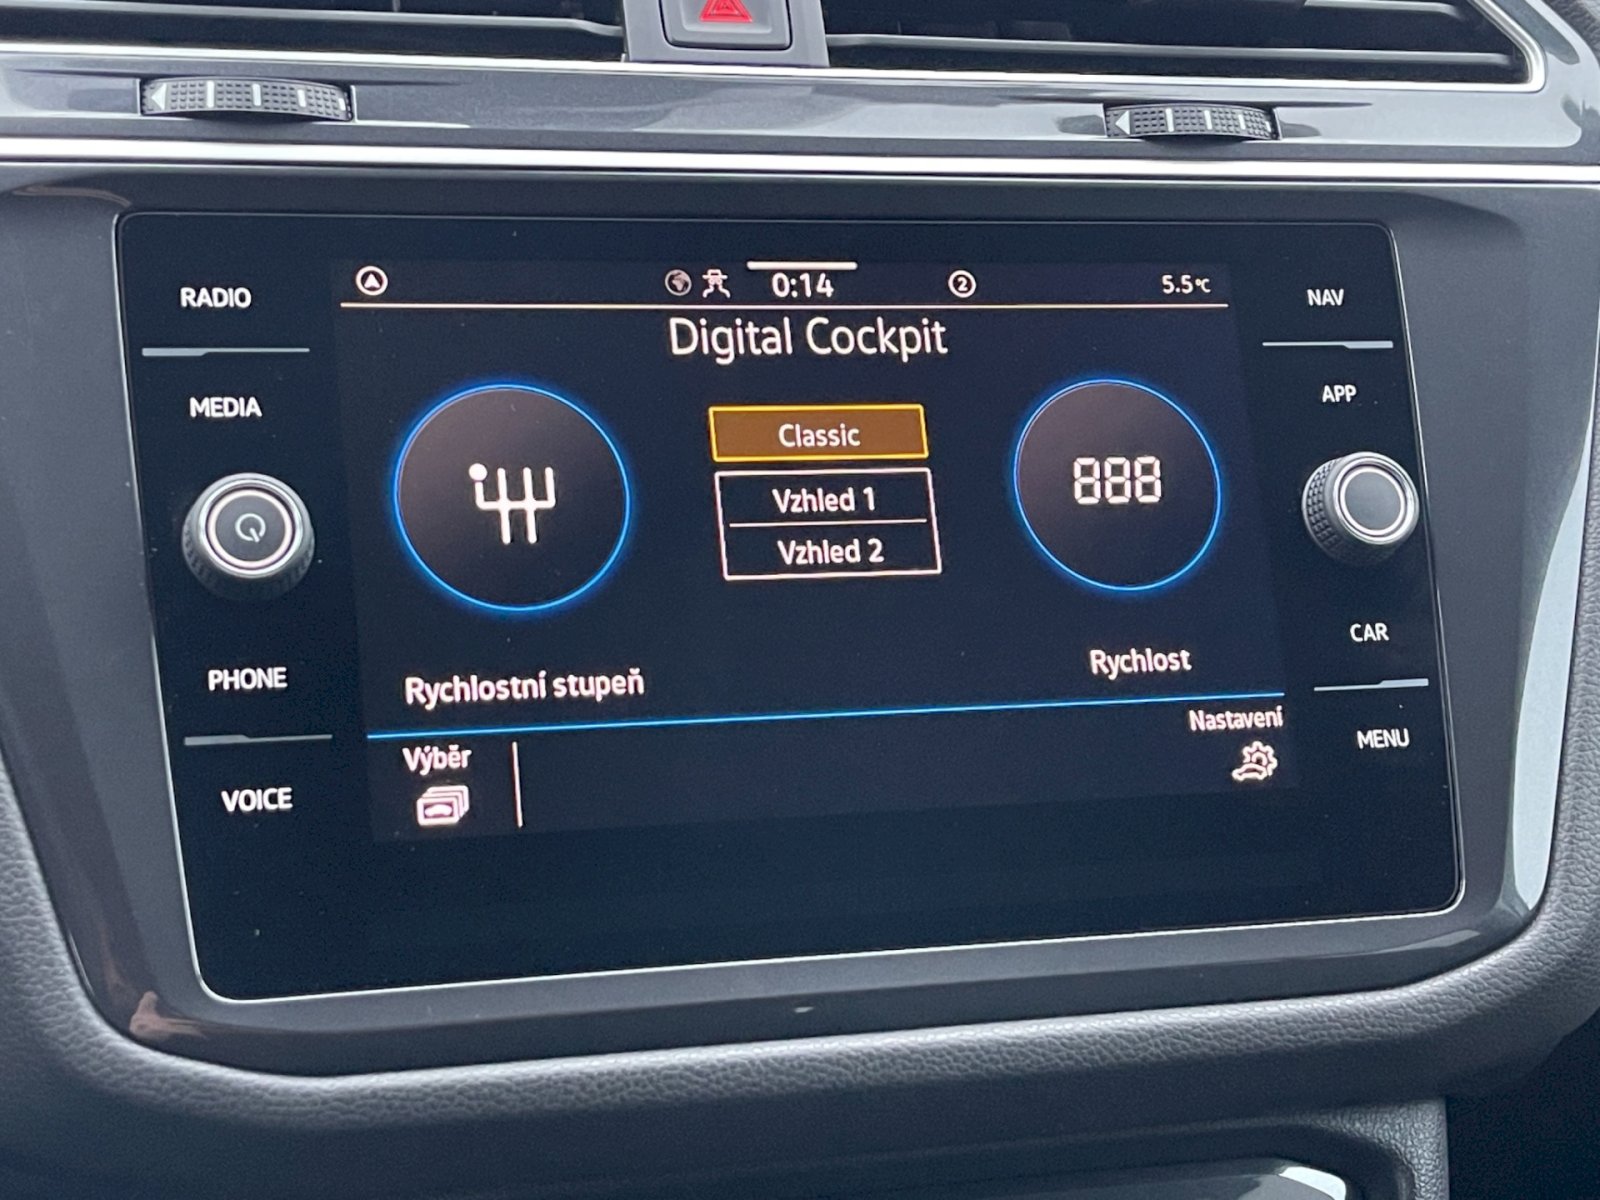 RADIO
MEDIA
PHONE
VOICE
0:14
2
5.5°C
Digital Cockpit
Classic
Vzhled 1
Vzhled 2
888
Rychlostní stupeň
Rychlost
Výběr
Nastavení
NAV
APP
CAR
MENU